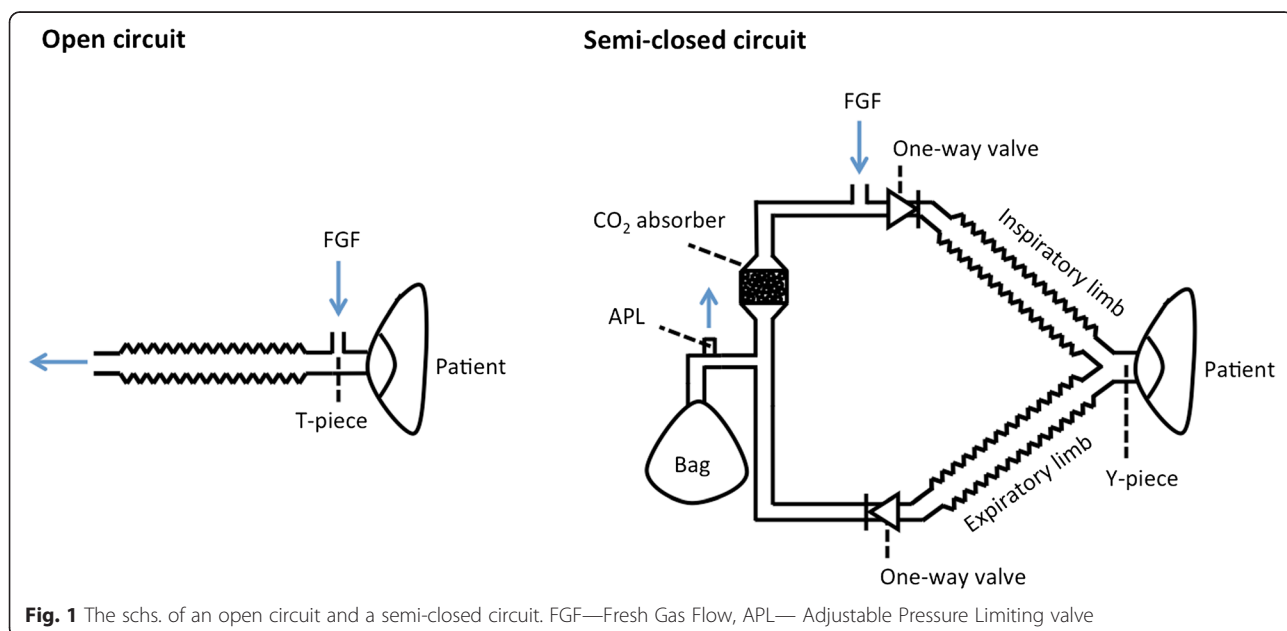 Open circuit
FGF
T-piece
Patient
Semi-closed circuit
FGF
One-way valve
CO₂ absorber
Inspiratory limb
APL
Patient
Bag
Y-piece
Expiratory limb
One-way valve
Fig. 1 The schs. of an open circuit and a semi-closed circuit. FGF—Fresh Gas Flow, APL— Adjustable Pressure Limiting valve